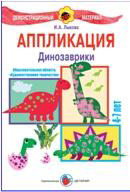 ДЕМОНСТРАЦИОННЫЙ МАТЕРИАЛ
И.А. Лыкова
АППЛИКАЦИЯ
Динозаврики
Образовательная область
«Художественное творчество»
4-7 лет